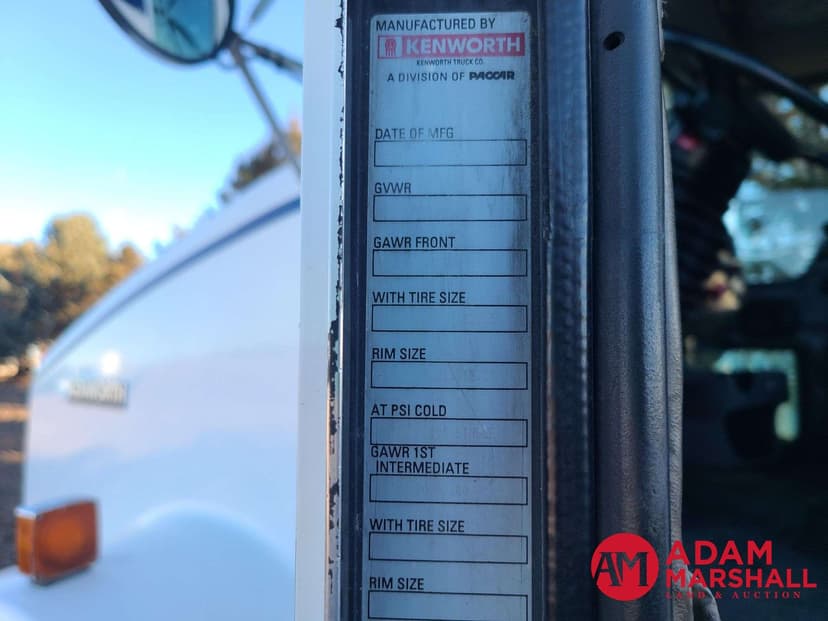 MANUFACTURED BY
KENWORTH
KENWORTH TRUCK CO.
A DIVISION OF PACCAR
DATE OF MFG
GVWR
GAWR FRONT
WITH TIRE SIZE
RIM SIZE
AT PSI COLD
GAWR 1ST
INTERMEDIATE
WITH TIRE SIZE
RIM SIZE
AM
ADAM
MARSHALL
LAND & AUCTION